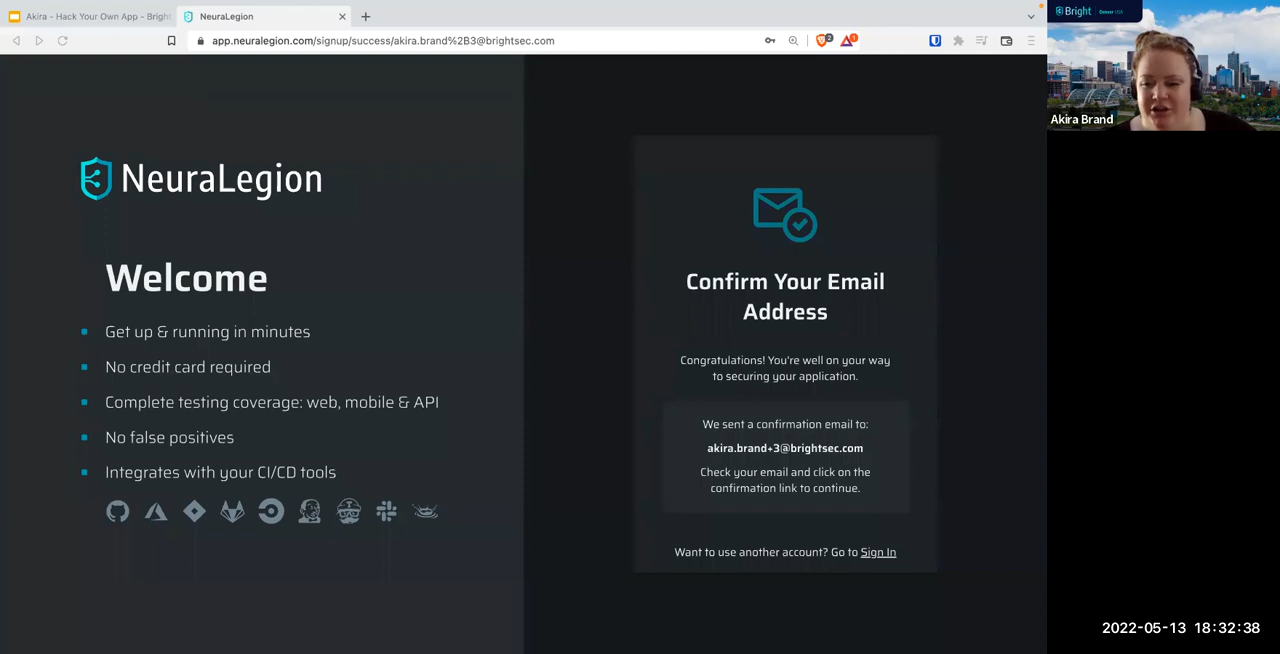 Akira - Hack Your Own App - Bright
NeuraLegion
app.neuralegion.com/signup/success/akira.brand%2B3@brightsec.com
2
1
Bright
Denver USA
Akira Brand
NeuraLegion
Welcome
Get up & running in minutes
No credit card required
Complete testing coverage: web, mobile & API
No false positives
Integrates with your CI/CD tools
Confirm Your Email
Address
Congratulations! You're well on your way
to securing your application.
We sent a confirmation email to:
akira.brand+3@brightsec.com
Check your email and click on the
confirmation link to continue.
Want to use another account? Go to Sign In
2022-05-13 18:32:38